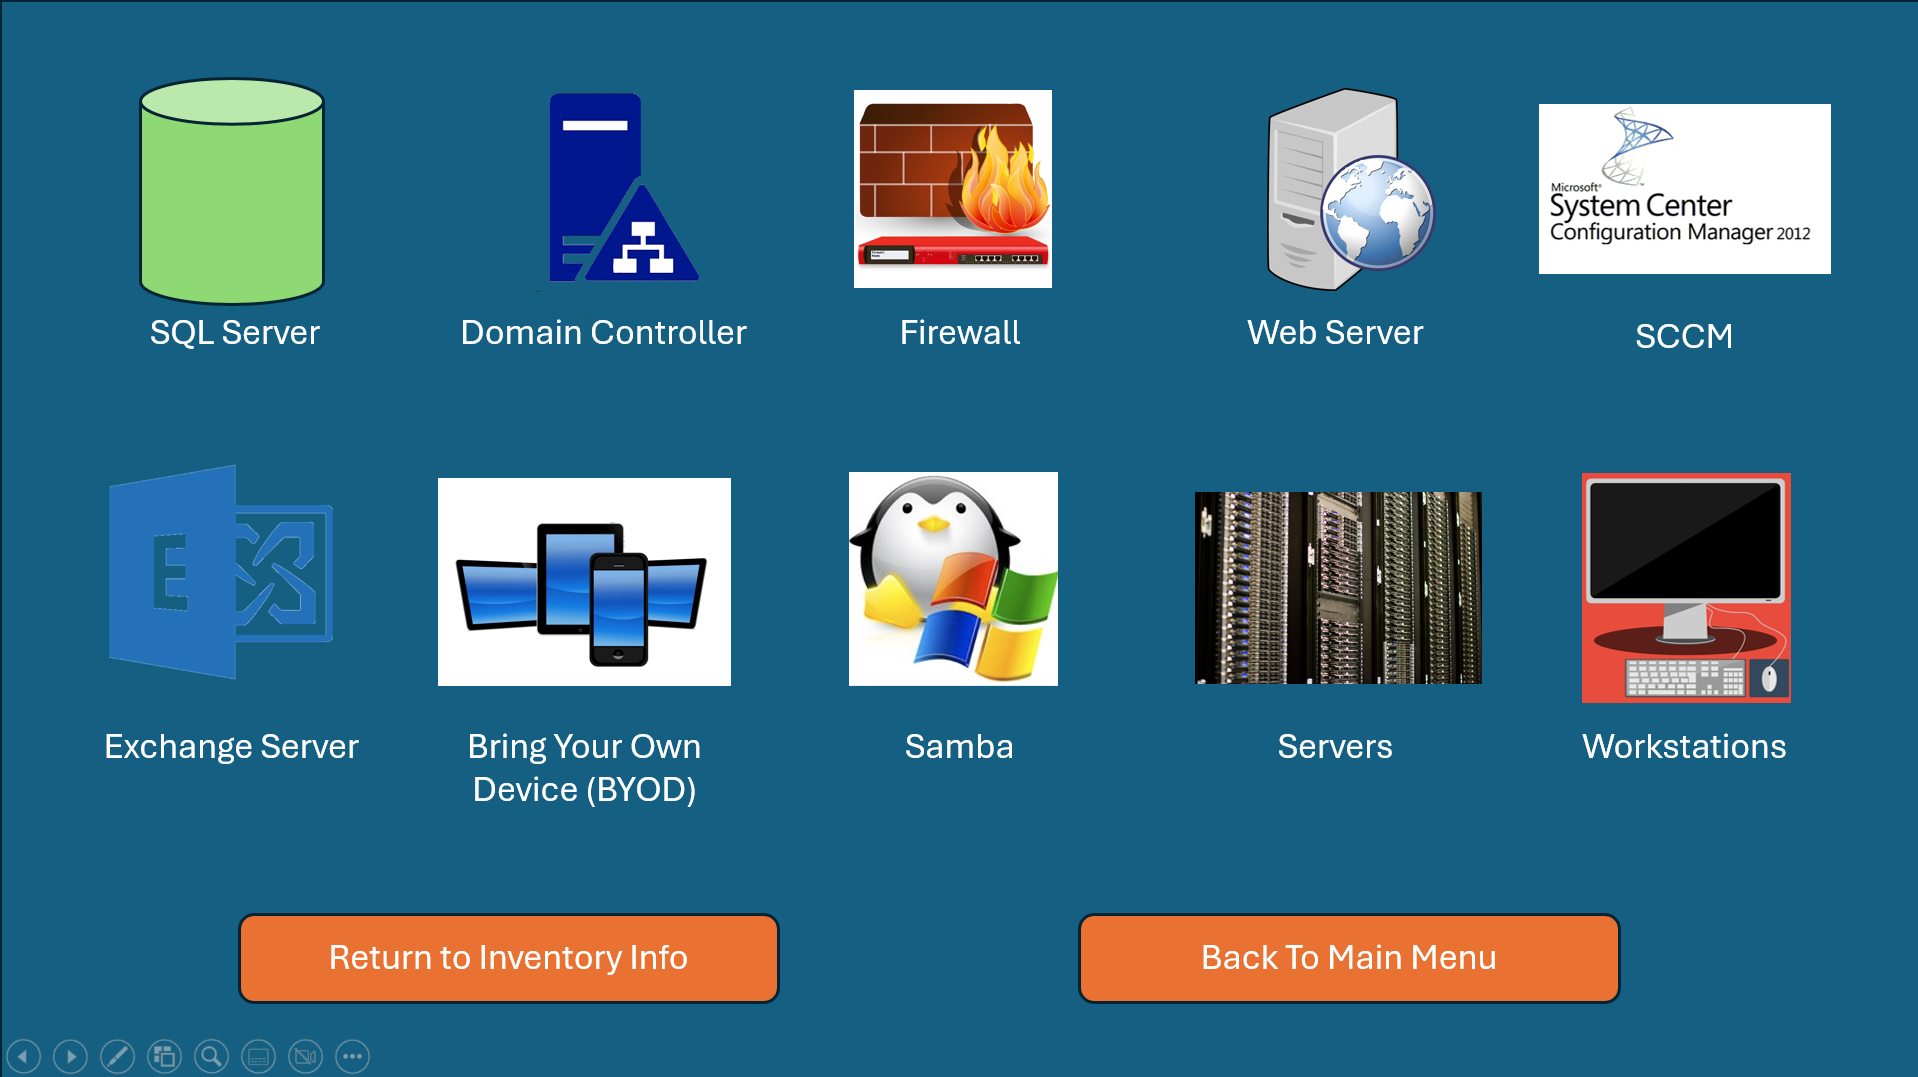 Microsoft®
System Center
Configuration Manager 2012
SQL Server
Domain Controller
Firewall
Web Server
SCCM
E
Exchange Server
Bring Your Own
Device (BYOD)
Samba
Servers
Workstations
Return to Inventory Info
Back To Main Menu